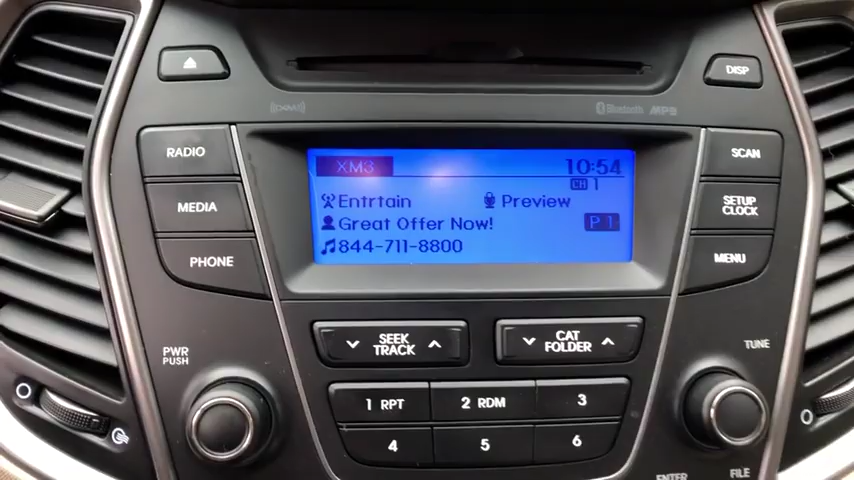 DISP
((XM)) Bluetooth MP3
RADIO
SCAN
XM3 10:54
CH 1
Entrtain Preview
MEDIA
SETUP
CLOCK
Great Offer Now! P1
844-711-8800
PHONE
MENU
SEEK
TRACK
CAT
FOLDER
PWR
PUSH
TUNE
1 RPT 2 RDM 3
4 5 6
ENTER
FILE